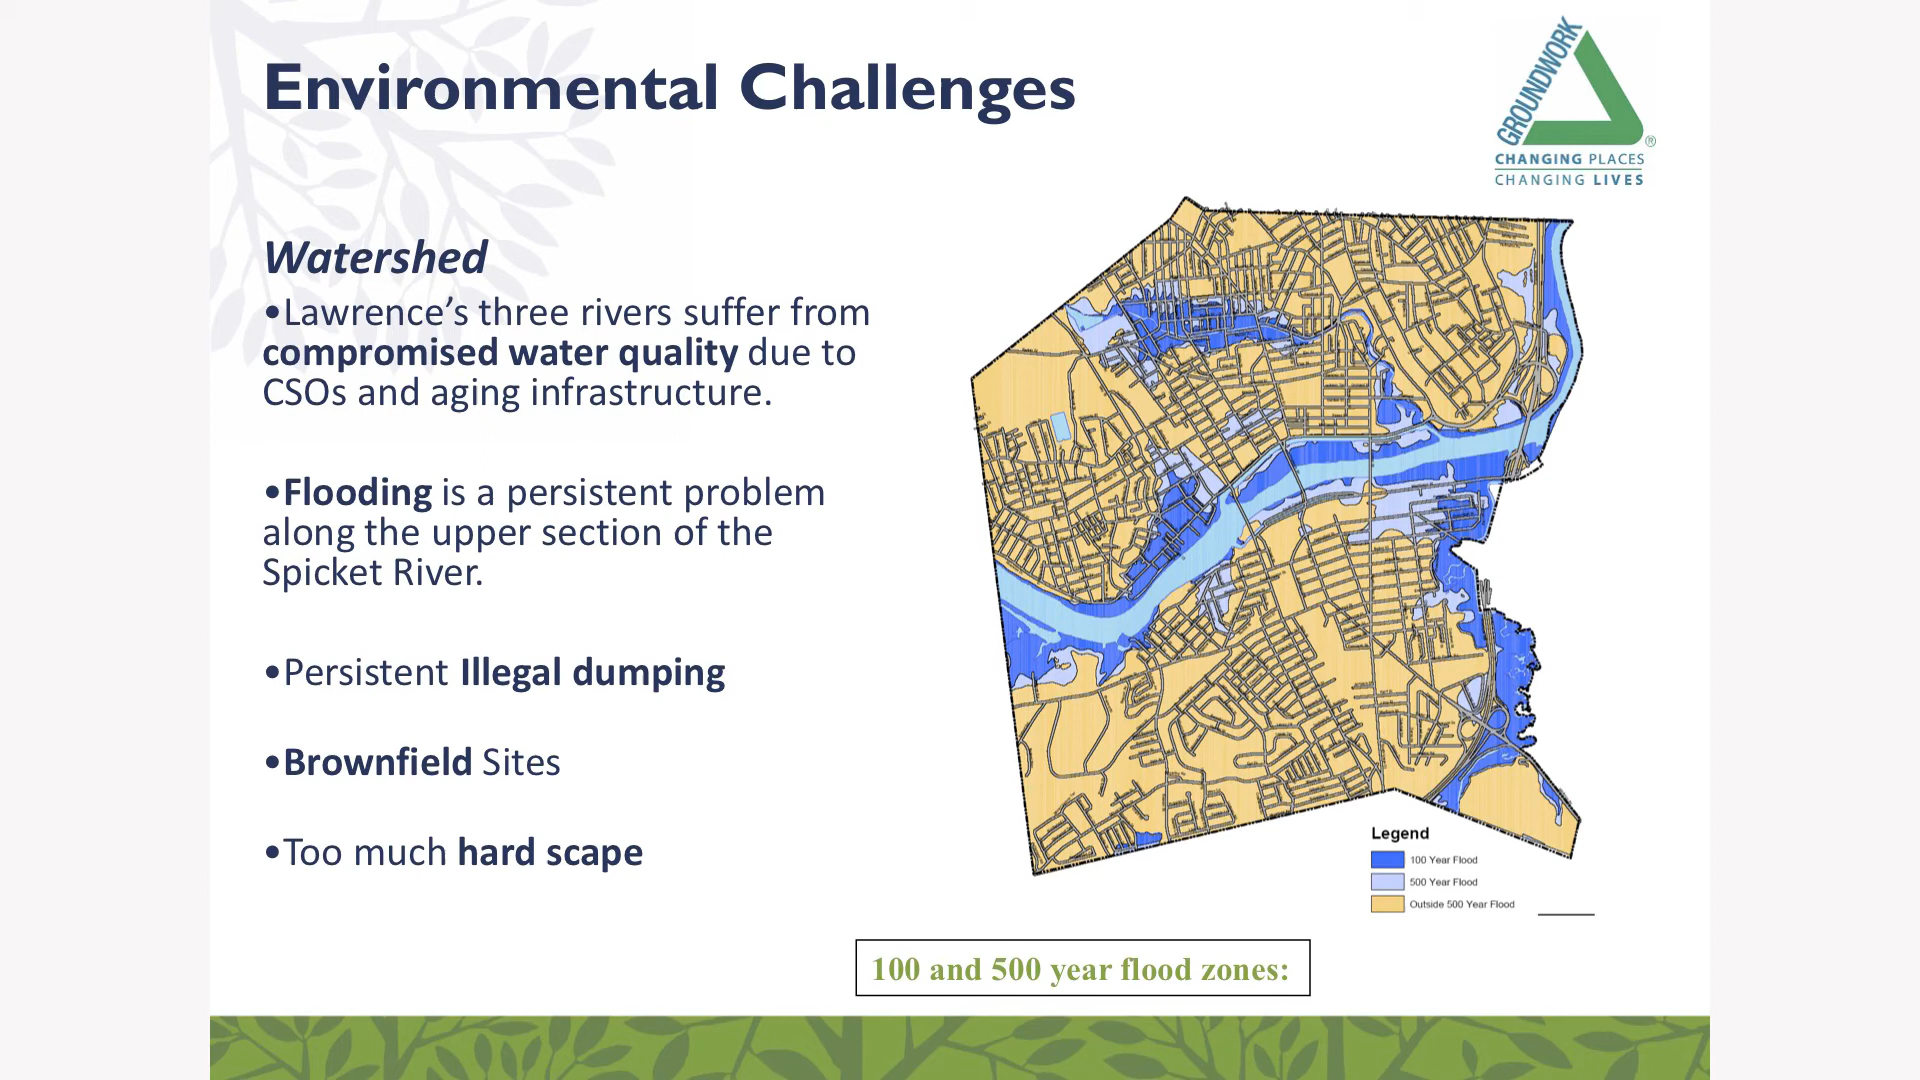 Environmental Challenges
GROUNDWORK
®
CHANGING PLACES
CHANGING LIVES
Watershed
•Lawrence’s three rivers suffer from
compromised water quality due to
CSOs and aging infrastructure.
•Flooding is a persistent problem
along the upper section of the
Spicket River.
•Persistent Illegal dumping
•Brownfield Sites
•Too much hard scape
Legend
100 Year Flood
500 Year Flood
Outside 500 Year Flood
100 and 500 year flood zones: